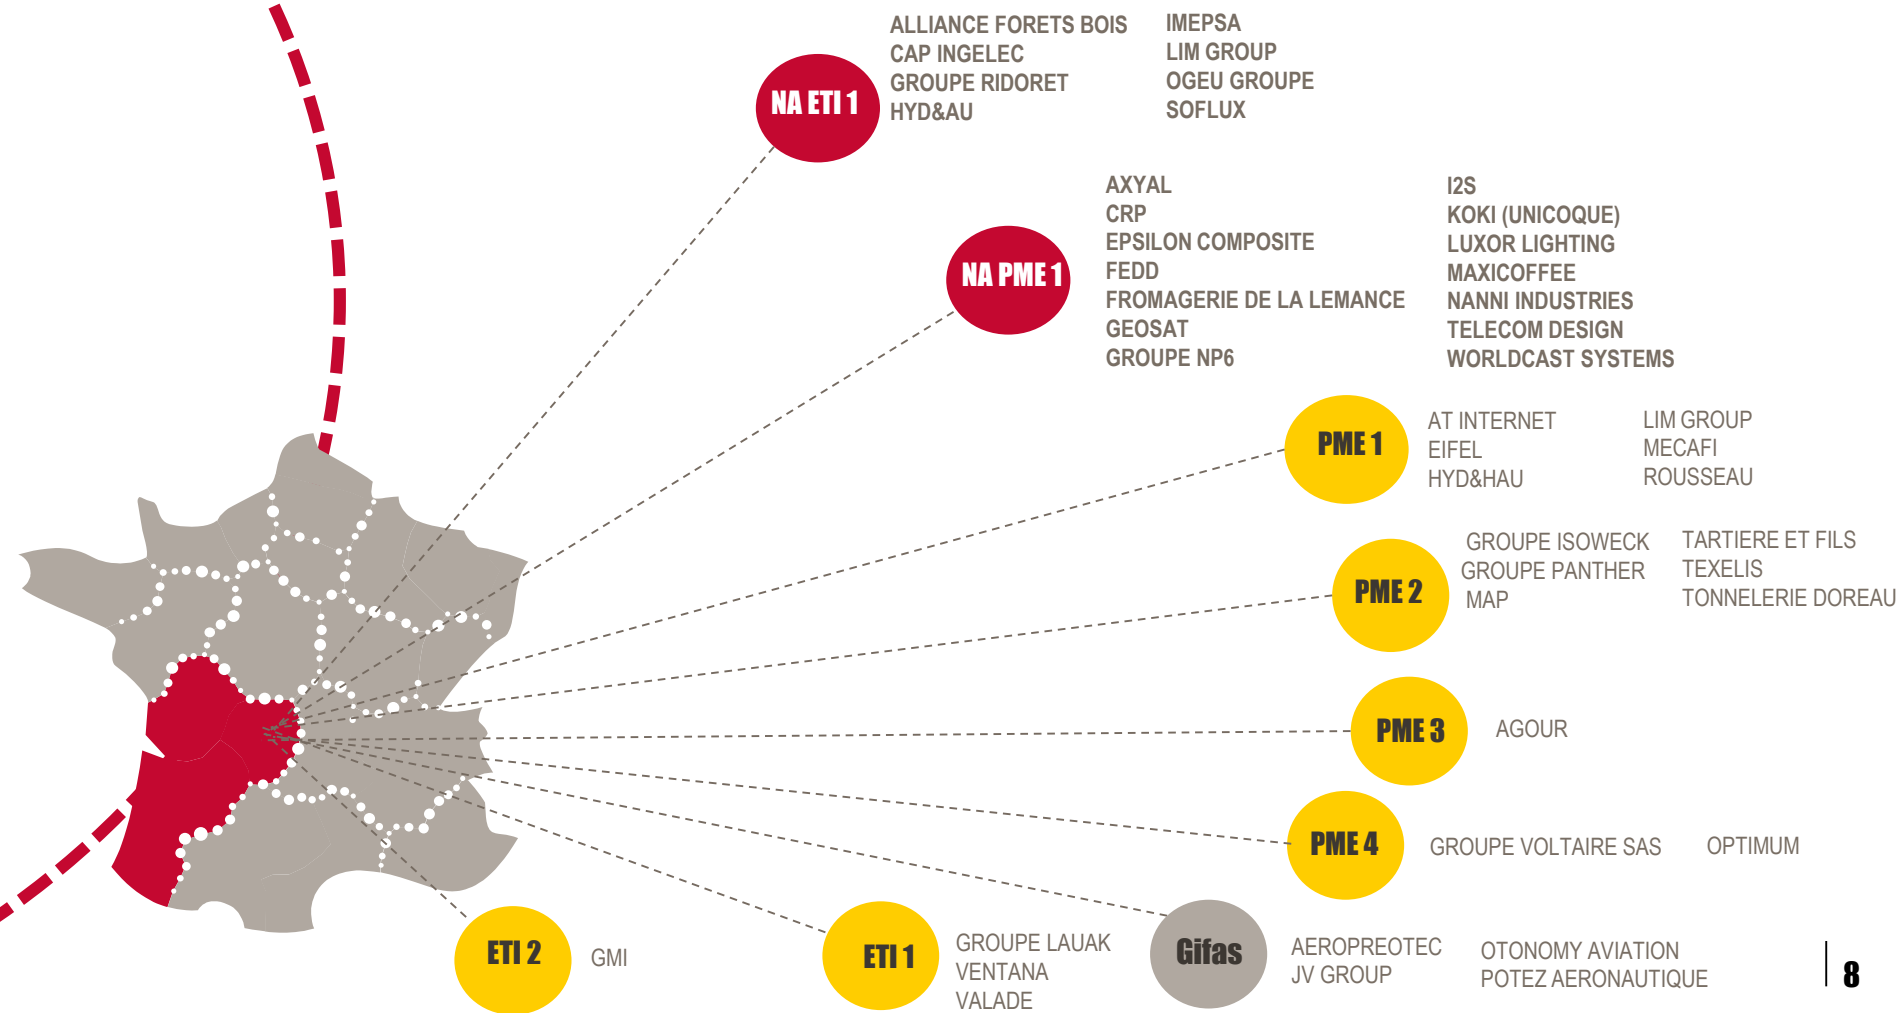 NA ETI 1
ALLIANCE FORETS BOIS
CAP INGELEC
GROUPE RIDORET
HYD&AU
IMEPSA
LIM GROUP
OGEU GROUPE
SOFLUX
NA PME 1
AXYAL
CRP
EPSILON COMPOSITE
FEDD
FROMAGERIE DE LA LEMANCE
GEOSAT
GROUPE NP6
I2S
KOKI (UNICOQUE)
LUXOR LIGHTING
MAXICOFFEE
NANNI INDUSTRIES
TELECOM DESIGN
WORLDCAST SYSTEMS
PME 1
AT INTERNET
EIFEL
HYD&HAU
LIM GROUP
MECAFI
ROUSSEAU
PME 2
GROUPE ISOWECK
GROUPE PANTHER
MAP
TARTIERE ET FILS
TEXELIS
TONNELERIE DOREAU
PME 3
AGOUR
PME 4
GROUPE VOLTAIRE SAS
OPTIMUM
ETI 2
GMI
ETI 1
GROUPE LAUAK
VENTANA
VALADE
Gifas
AEROPREOTEC
JV GROUP
OTONOMY AVIATION
POTEZ AERONAUTIQUE
8